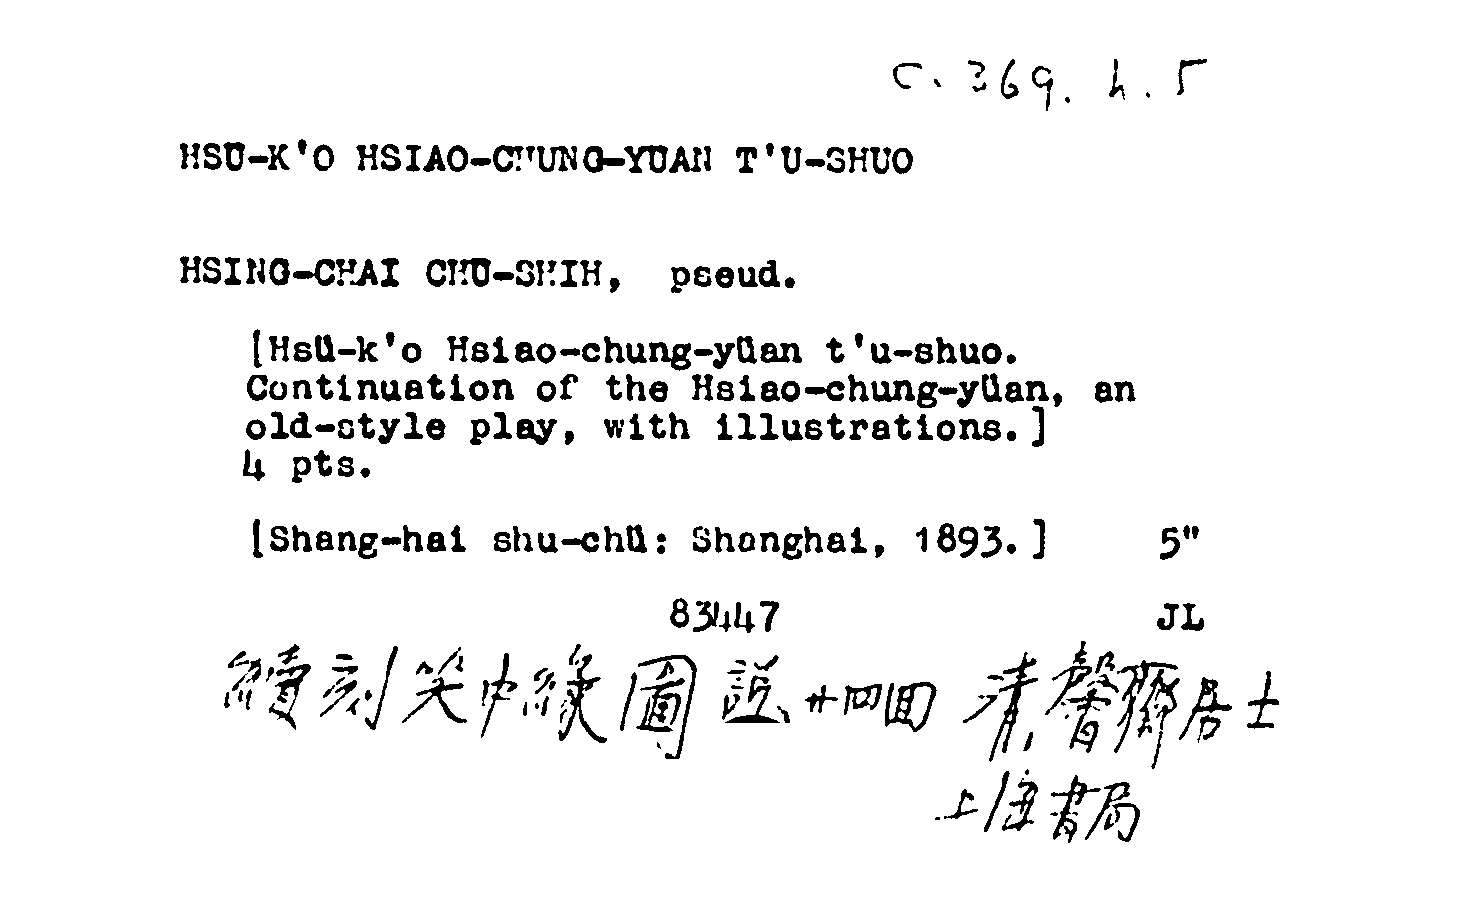 C. 369. h. 5
HSÜ-K'O HSIAO-CHUNG-YÜAN T'U-SHUO
HSING-CHAI CHÜ-SHIH, pseud.
[Hsü-k'o Hsiao-chung-yüan t'u-shuo.
Continuation of the Hsiao-chung-yüan, an
old-style play, with illustrations.]
4 pts.
[Shang-hai shu-chü: Shanghai, 1893.] 5"
83447 JL
續刻笑中緣圖説廿四回 清馨齋居士
上海書局